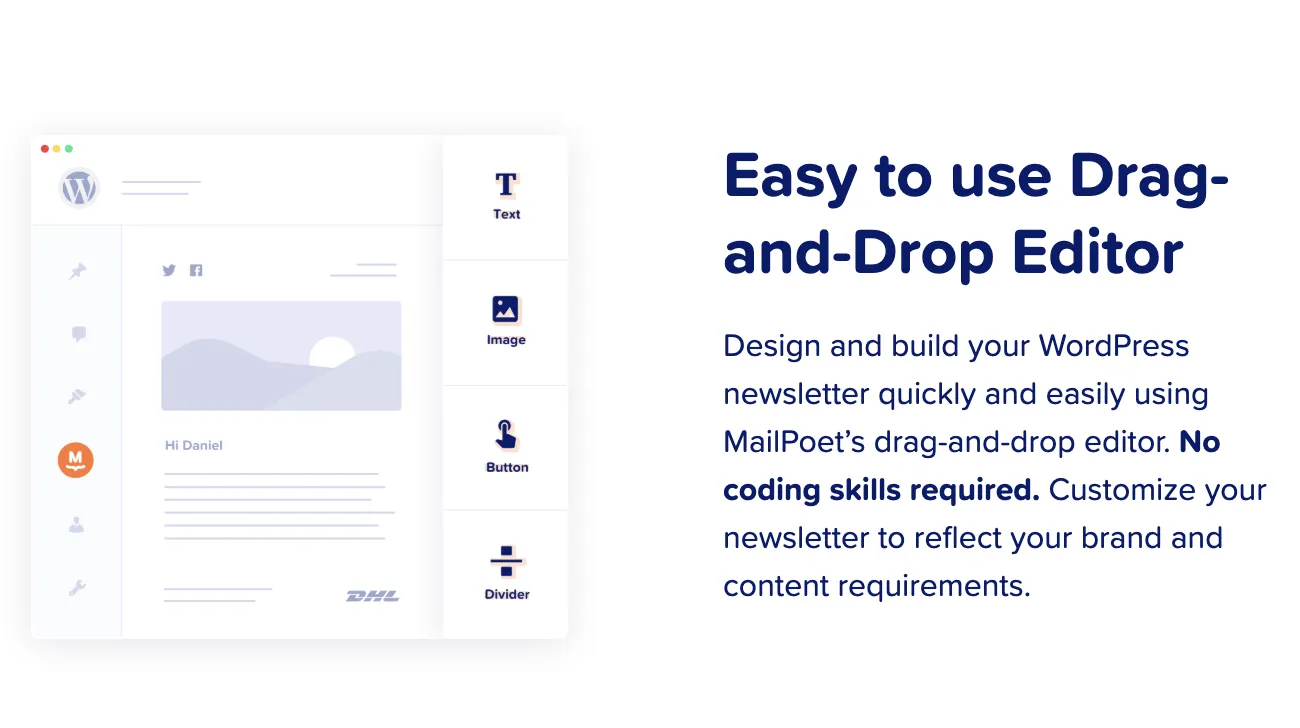 Text
Image
Hi Daniel
Button
Divider
DHL
Easy to use Drag-
and-Drop Editor
Design and build your WordPress
newsletter quickly and easily using
MailPoet’s drag-and-drop editor. No
coding skills required. Customize your
newsletter to reflect your brand and
content requirements.